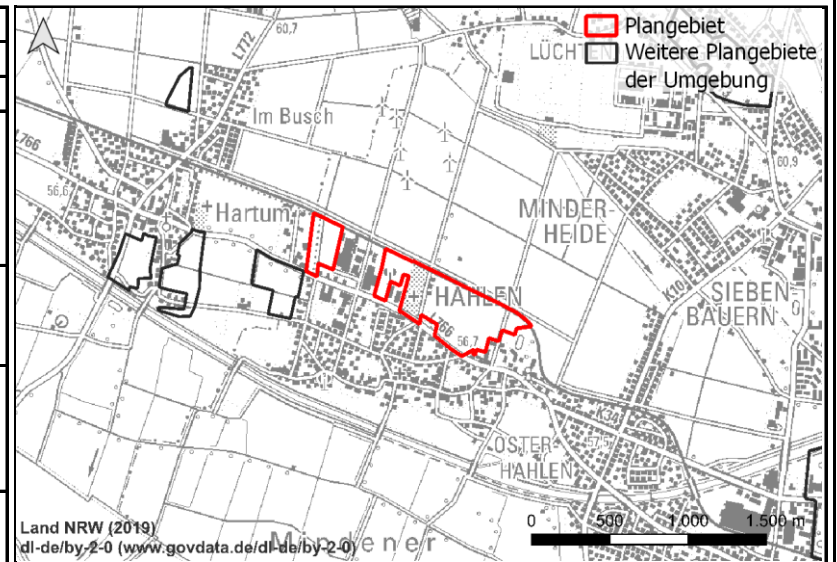 Plangebiet
Weitere Plangebiete
der Umgebung
60,7
L772
LÜCHTEN
Im Busch
L766
56,6
60,9
Hartum
MINDER-
HEIDE
K10
SIEBEN
BAUERN
HAHLEN
L766
56,7
K34
57,5
OSTER-
HAHLEN
Mindener
Land NRW (2019)
dl-de/by-2-0 (www.govdata.de/dl-de/by-2-0)
0 500 1.000 1.500 m